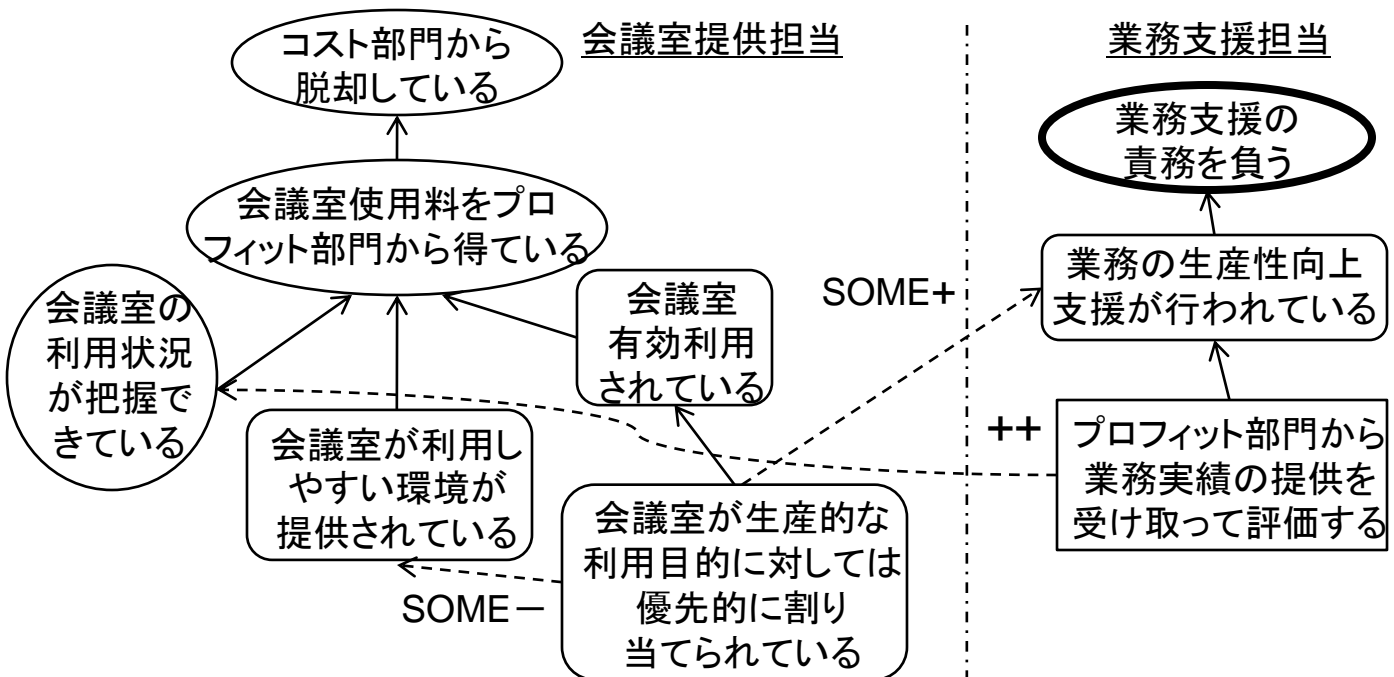 コスト部門から
脱却している
会議室提供担当
会議室使用料をプロ
フィット部門から得ている
会議室の
利用状況
が把握で
きている
会議室
有効利用
されている
会議室が利用し
やすい環境が
提供されている
会議室が生産的な
利用目的に対しては
優先的に割り
当てられている
SOME－
SOME+
++
業務支援担当
業務支援の
責務を負う
業務の生産性向上
支援が行われている
プロフィット部門から
業務実績の提供を
受け取って評価する